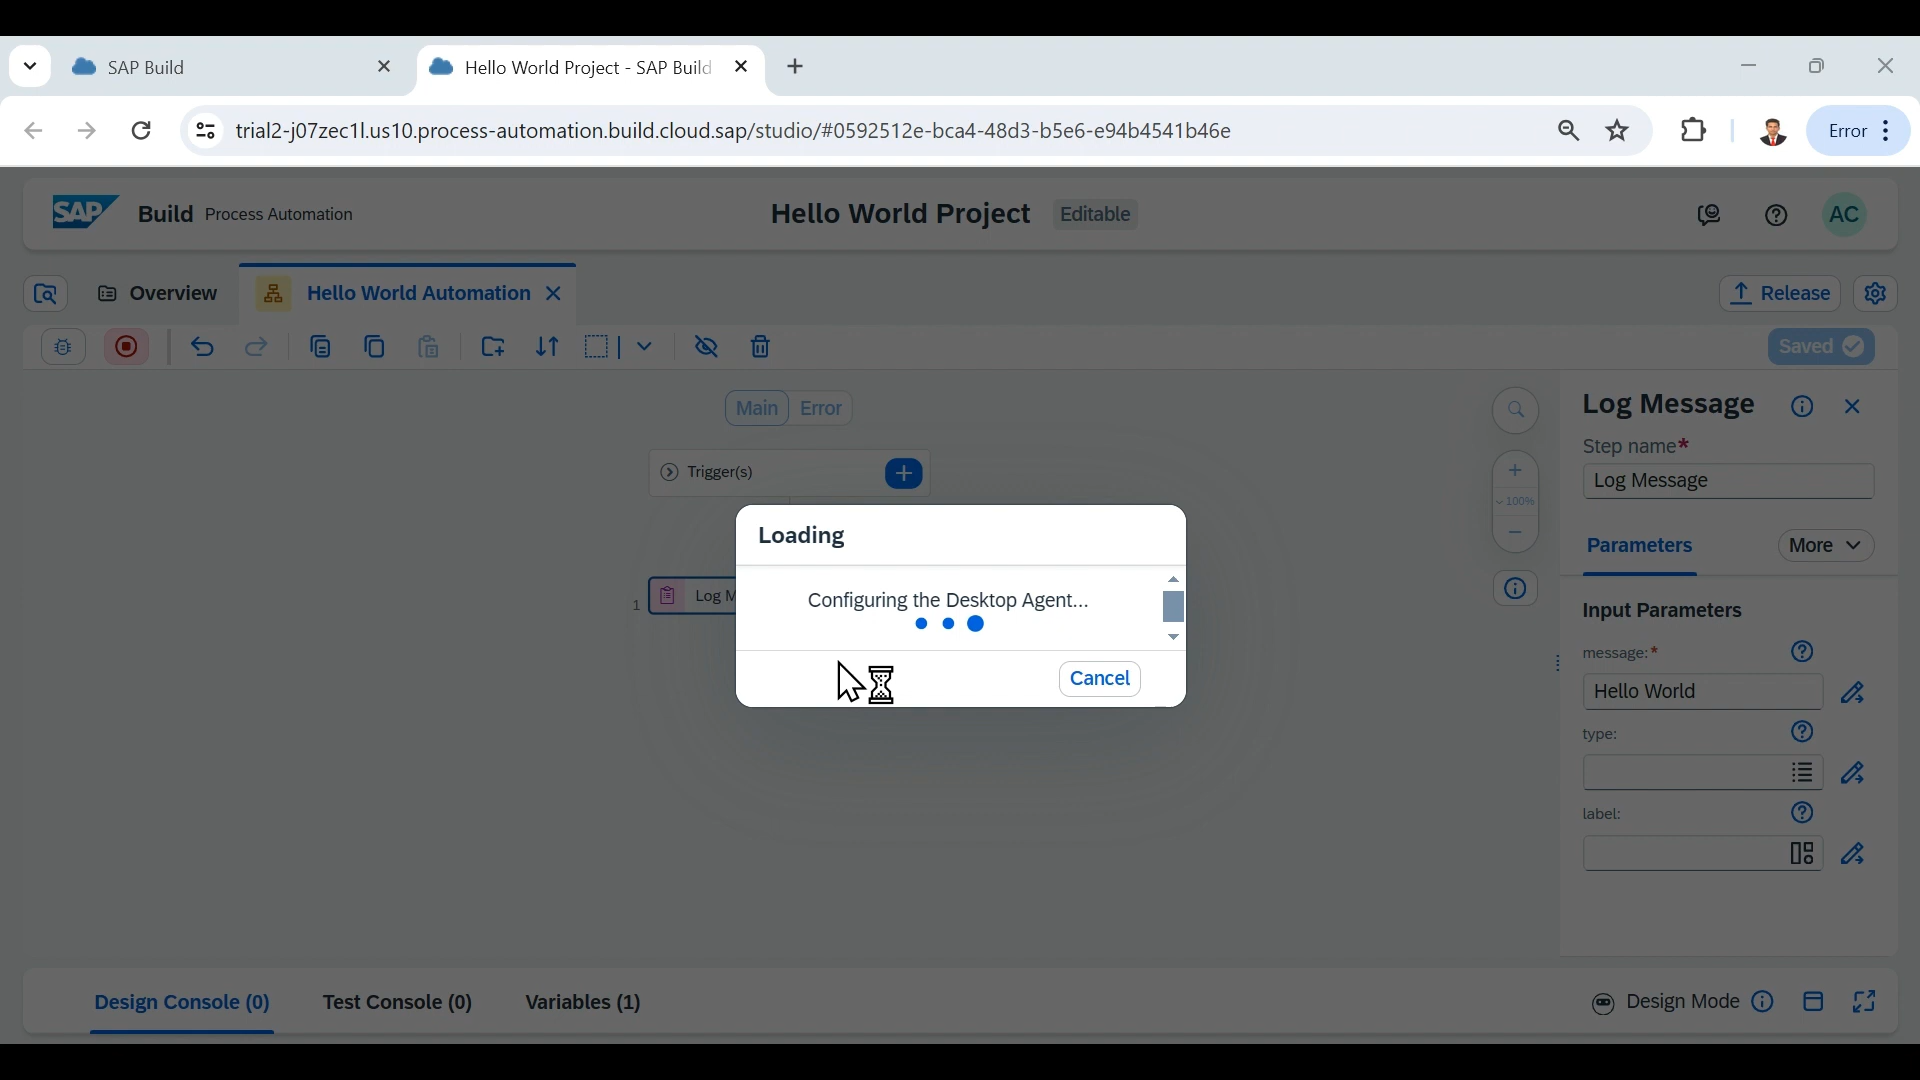 SAP Build
Hello World Project - SAP Build
trial2-j07zec1l.us10.process-automation.build.cloud.sap/studio/#0592512e-bca4-48d3-b5e6-e94b4541b46e
Error
SAP Build Process Automation
Hello World Project Editable
AC
Overview
Hello World Automation
Release
Saved
Main Error
Trigger(s)
100%
1 Log M
Loading
Configuring the Desktop Agent...
Cancel
Log Message
Step name*
Log Message
Parameters More
Input Parameters
message:*
Hello World
type:
label:
Design Console (0) Test Console (0) Variables (1)
Design Mode